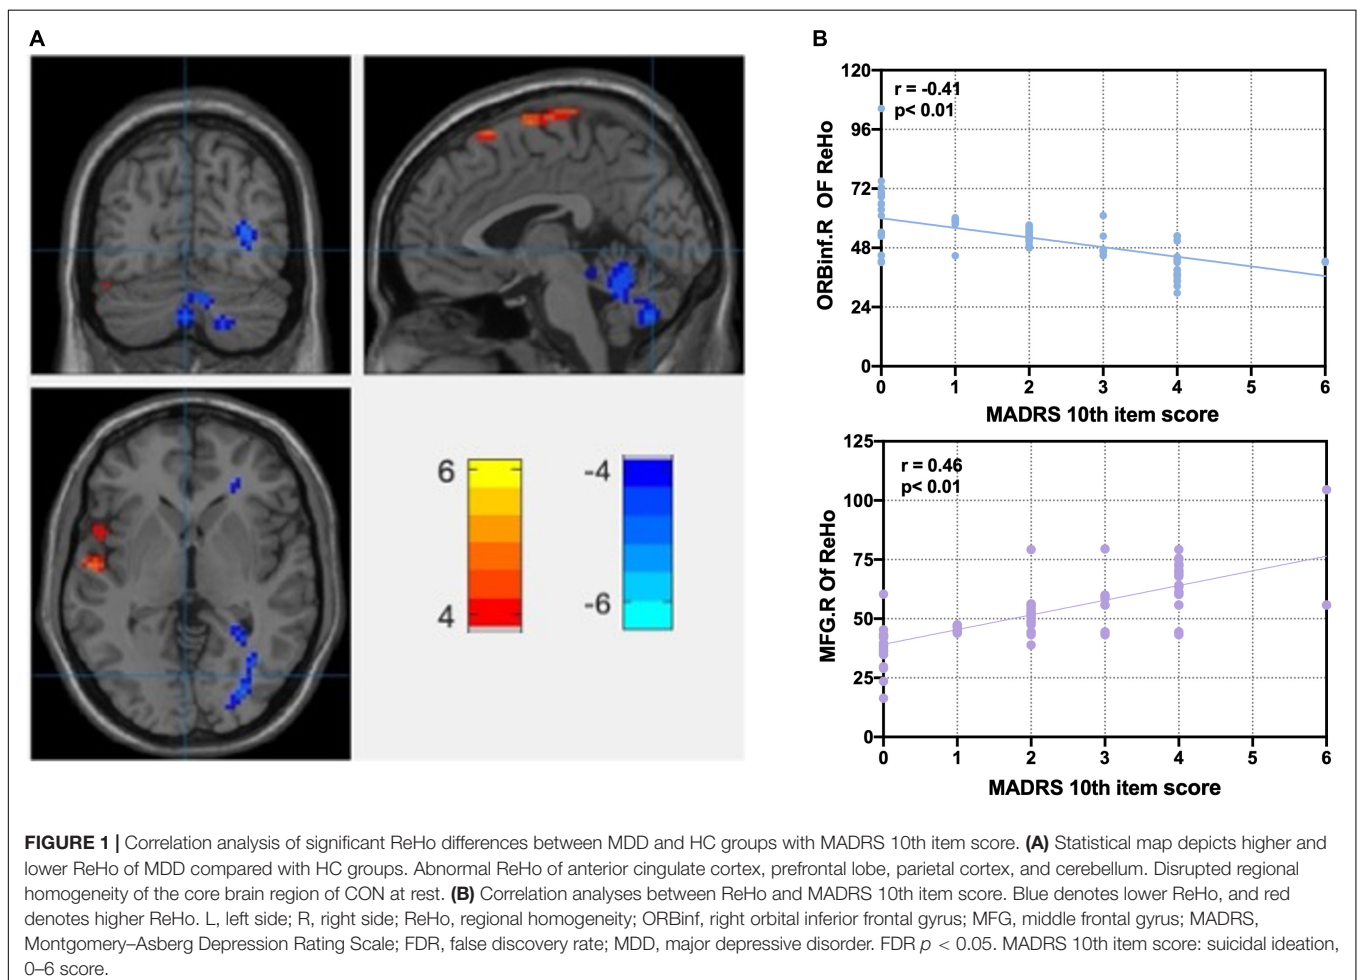 A
6
4
-4
-6
B
r = -0.41
p< 0.01
ORBinf.R OF ReHo
120
96
72
48
24
0
0 1 2 3 4 5 6
MADRS 10th item score
r = 0.46
p< 0.01
MFG.R Of ReHo
125
100
75
50
25
0
0 1 2 3 4 5 6
MADRS 10th item score
FIGURE 1 | Correlation analysis of significant ReHo differences between MDD and HC groups with MADRS 10th item score. (A) Statistical map depicts higher and
lower ReHo of MDD compared with HC groups. Abnormal ReHo of anterior cingulate cortex, prefrontal lobe, parietal cortex, and cerebellum. Disrupted regional
homogeneity of the core brain region of CON at rest. (B) Correlation analyses between ReHo and MADRS 10th item score. Blue denotes lower ReHo, and red
denotes higher ReHo. L, left side; R, right side; ReHo, regional homogeneity; ORBinf, right orbital inferior frontal gyrus; MFG, middle frontal gyrus; MADRS,
Montgomery–Asberg Depression Rating Scale; FDR, false discovery rate; MDD, major depressive disorder. FDR p < 0.05. MADRS 10th item score: suicidal ideation,
0–6 score.